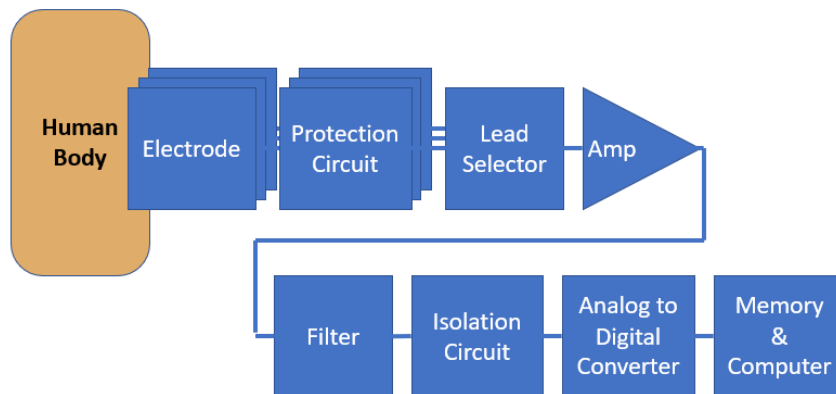 Human
Body
Electrode
Protection
Circuit
Lead
Selector
Amp
Filter
Isolation
Circuit
Analog to
Digital
Converter
Memory
&
Computer